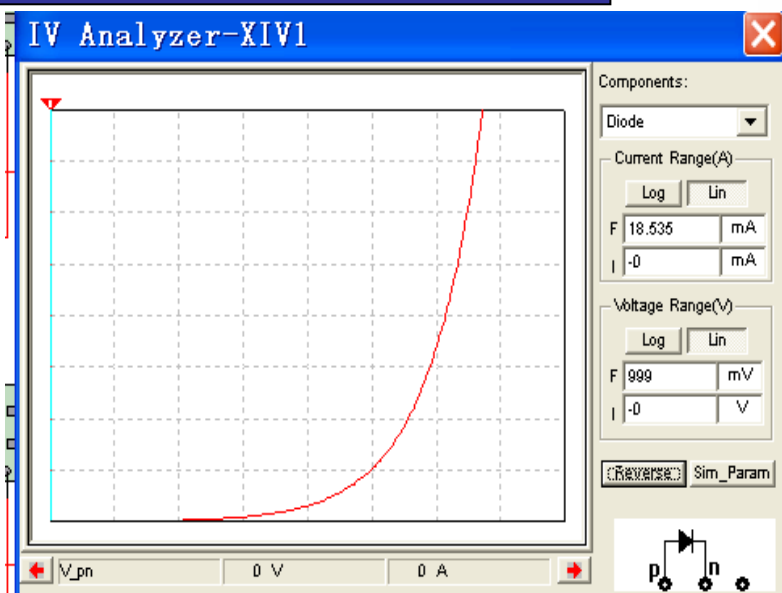 IV Analyzer-XIV1
Components:
Diode
Current Range(A)
Log Lin
F 18.535 mA
I -0 mA
Voltage Range(V)
Log Lin
F 999 mV
I -0 V
Reverse Sim_Param
V_pn 0 V 0 A
p n